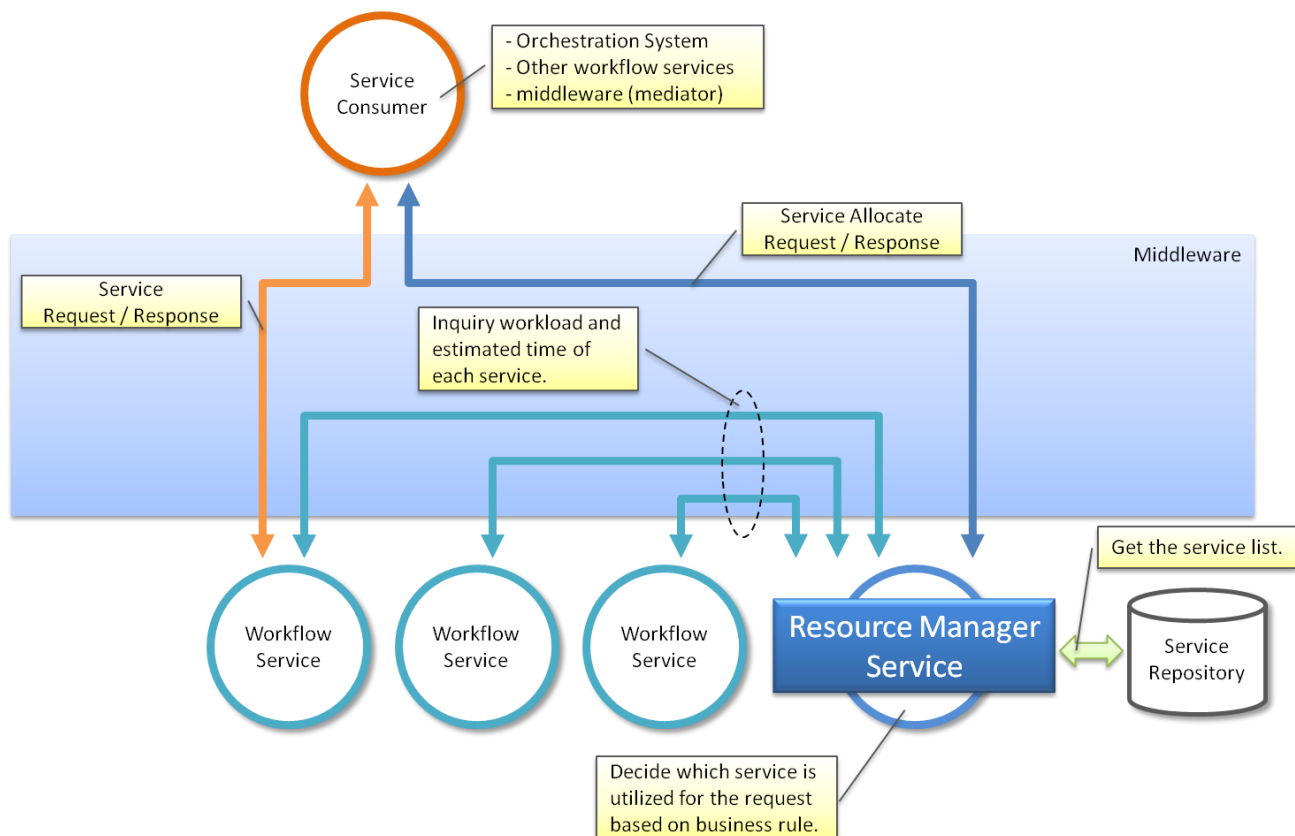 Service
Consumer
- Orchestration System
- Other workflow services
- middleware (mediator)
Service Allocate
Request / Response
Middleware
Service
Request / Response
Inquiry workload and
estimated time of
each service.
Get the service list.
Workflow
Service
Workflow
Service
Workflow
Service
Resource Manager
Service
Service
Repository
Decide which service is
utilized for the request
based on business rule.